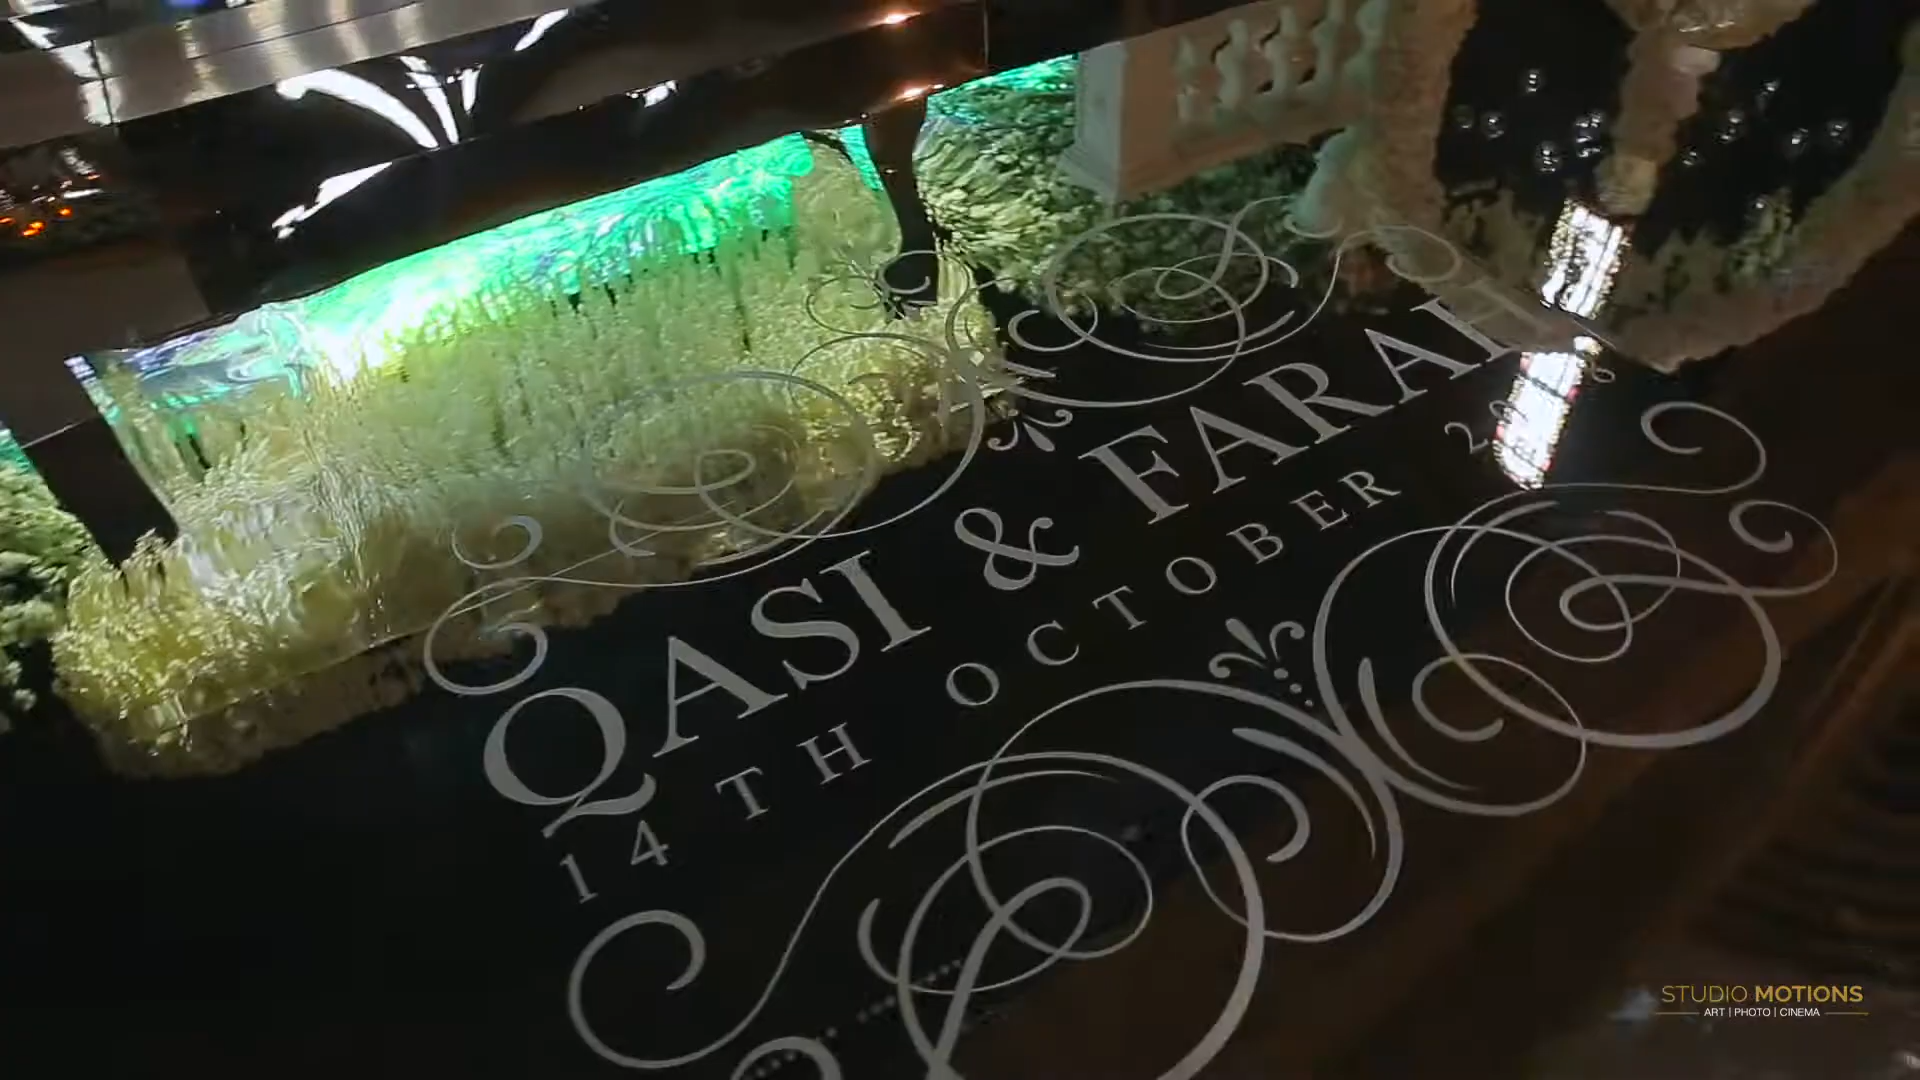 QASI & FARAH
14TH OCTOBER
STUDIO MOTIONS
ART | PHOTO | CINEMA